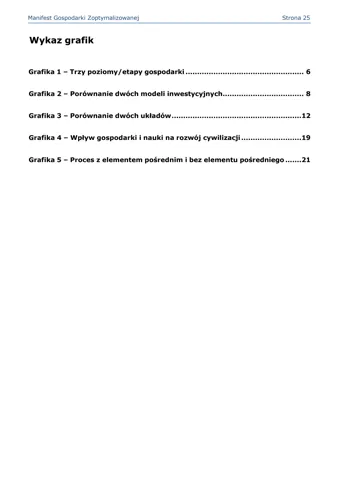 Manifest Gospodarki Zoptymalizowanej Strona 25
Wykaz grafik
Grafika 1 – Trzy poziomy/etapy gospodarki ..................................................... 6
Grafika 2 – Porównanie dwóch modeli inwestycyjnych.................................... 8
Grafika 3 – Porównanie dwóch układów..........................................................12
Grafika 4 – Wpływ gospodarki i nauki na rozwój cywilizacji ...........................19
Grafika 5 – Proces z elementem pośrednim i bez elementu pośredniego .......21